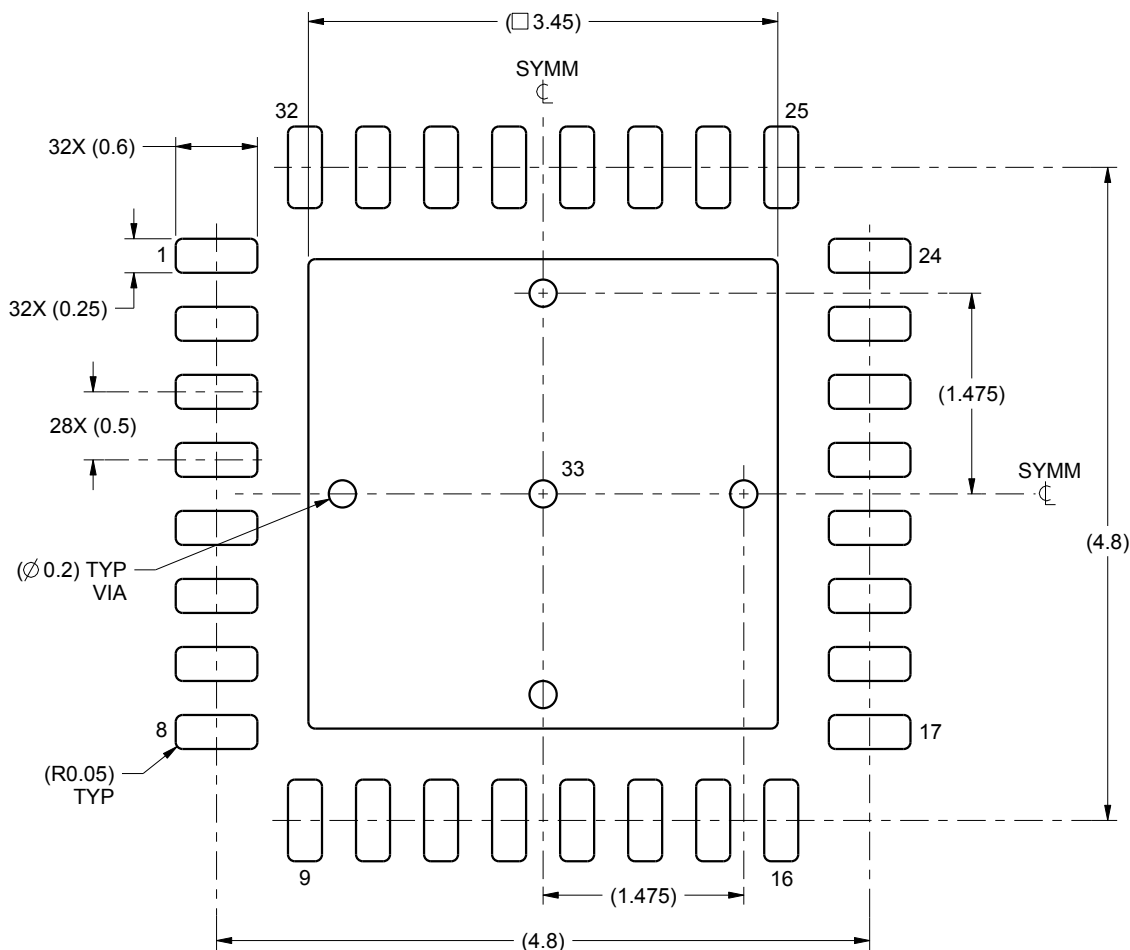 (□ 3.45)
SYMM
℄
32
25
32X (0.6)
1
24
32X (0.25)
(1.475)
28X (0.5)
33
SYMM
℄
(4.8)
(∅ 0.2) TYP
VIA
8
17
(R0.05)
TYP
9
16
(1.475)
(4.8)